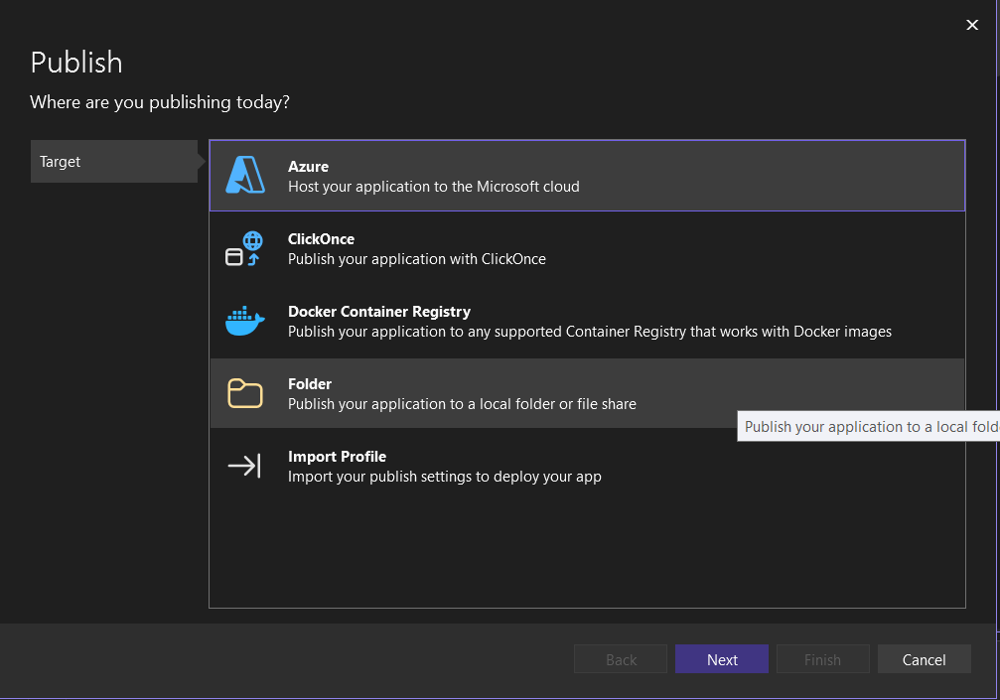 Publish
Where are you publishing today?
Target
Azure
Host your application to the Microsoft cloud
ClickOnce
Publish your application with ClickOnce
Docker Container Registry
Publish your application to any supported Container Registry that works with Docker images
Folder
Publish your application to a local folder or file share
Publish your application to a local fold
Import Profile
Import your publish settings to deploy your app
Back
Next
Finish
Cancel